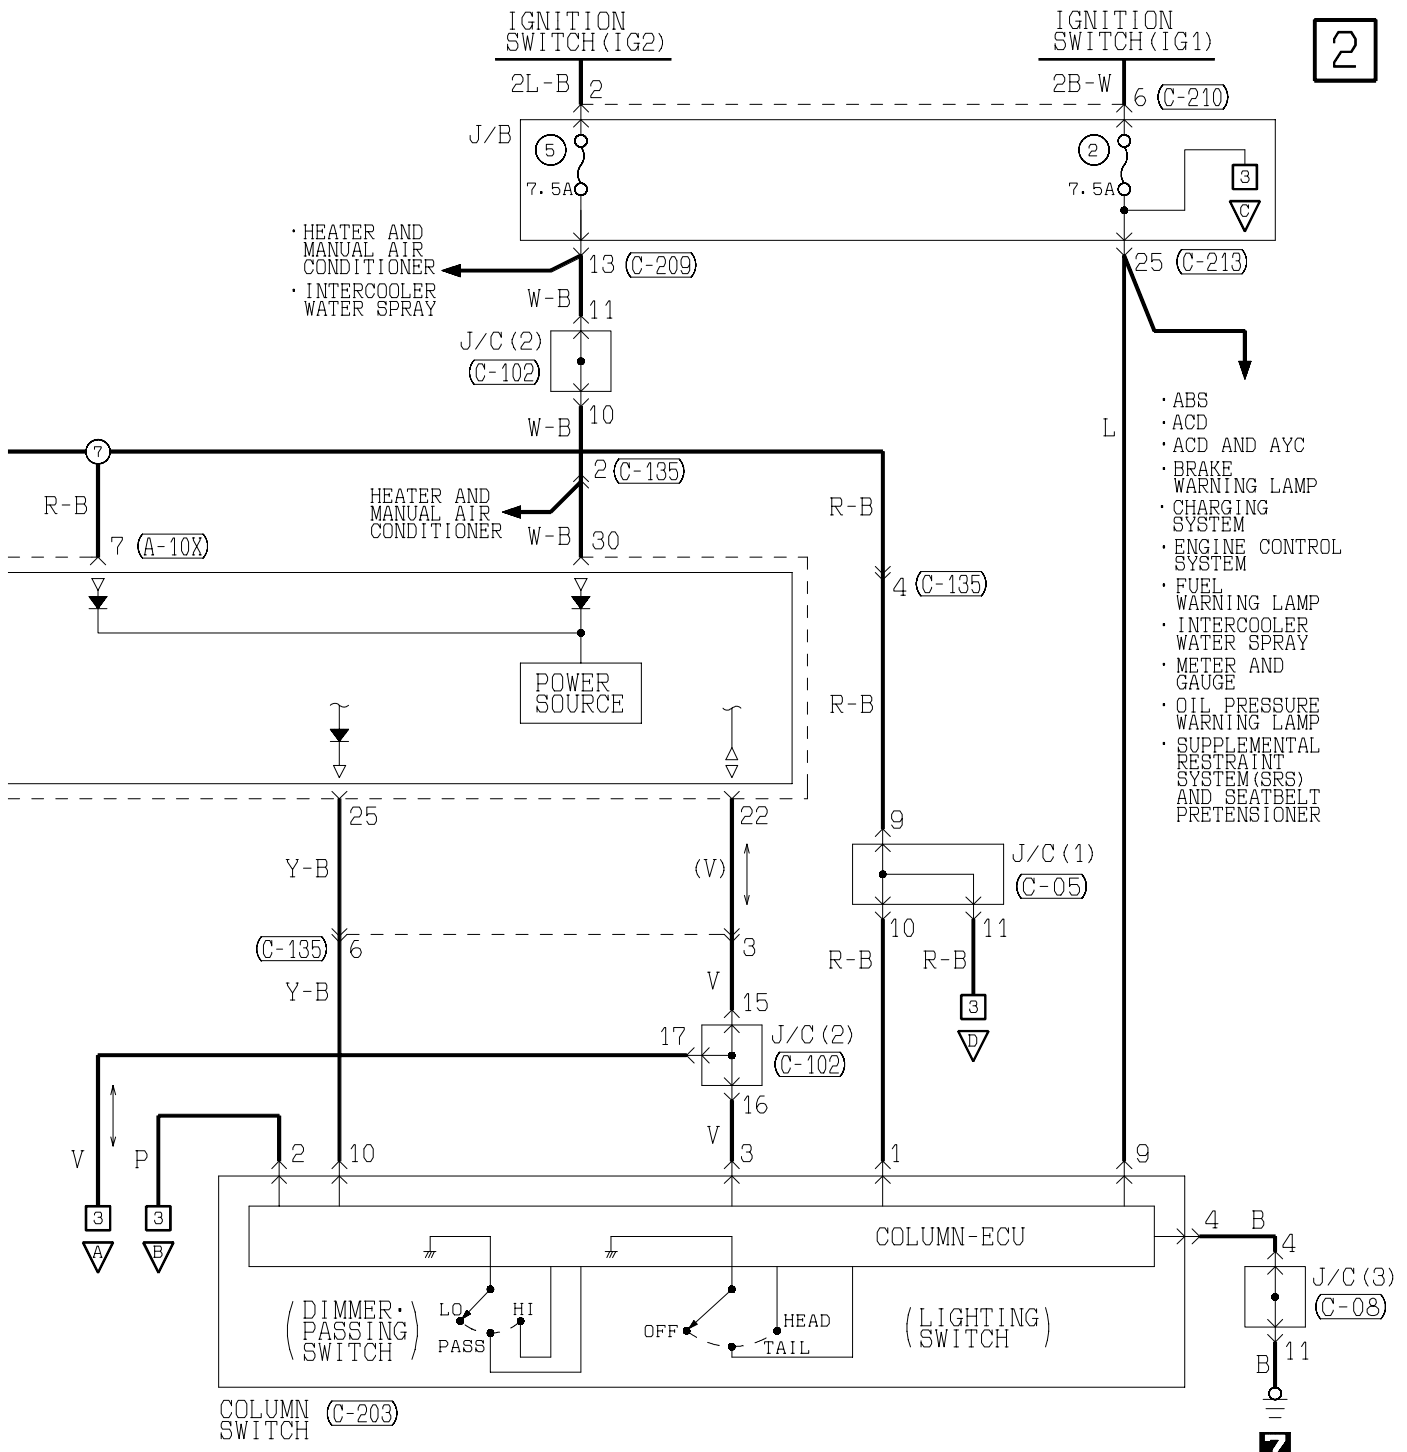 IGNITION
SWITCH(IG2)
IGNITION
SWITCH(IG1)
2
2L-B
2
2B-W
6
(C-210)
J/B
5
7.5A
2
7.5A
3
C
· HEATER AND
MANUAL AIR
CONDITIONER
· INTERCOOLER
WATER SPRAY
13
(C-209)
25
(C-213)
W-B
11
J/C(2)
(C-102)
10
W-B
L
· ABS
· ACD
· ACD AND AYC
· BRAKE
WARNING LAMP
· CHARGING
SYSTEM
· ENGINE CONTROL
SYSTEM
· FUEL
WARNING LAMP
· INTERCOOLER
WATER SPRAY
· METER AND
GAUGE
· OIL PRESSURE
WARNING LAMP
· SUPPLEMENTAL
RESTRAINT
SYSTEM(SRS)
AND SEATBELT
PRETENSIONER
7
2
(C-135)
R-B
HEATER AND
MANUAL AIR
CONDITIONER
R-B
7
(A-10X)
W-B
30
4
(C-135)
POWER
SOURCE
R-B
25
22
9
Y-B
(V)
J/C(1)
(C-05)
(C-135)
6
3
10
11
R-B
R-B
Y-B
V
15
3
D
17
J/C(2)
(C-102)
16
V
V
P
2
10
3
1
9
3
A
3
B
COLUMN-ECU
4
B
4
J/C(3)
(C-08)
(DIMMER·
PASSING
SWITCH)
LO
HI
PASS
OFF
HEAD
TAIL
(LIGHTING
SWITCH)
11
B
COLUMN
SWITCH
(C-203)
7